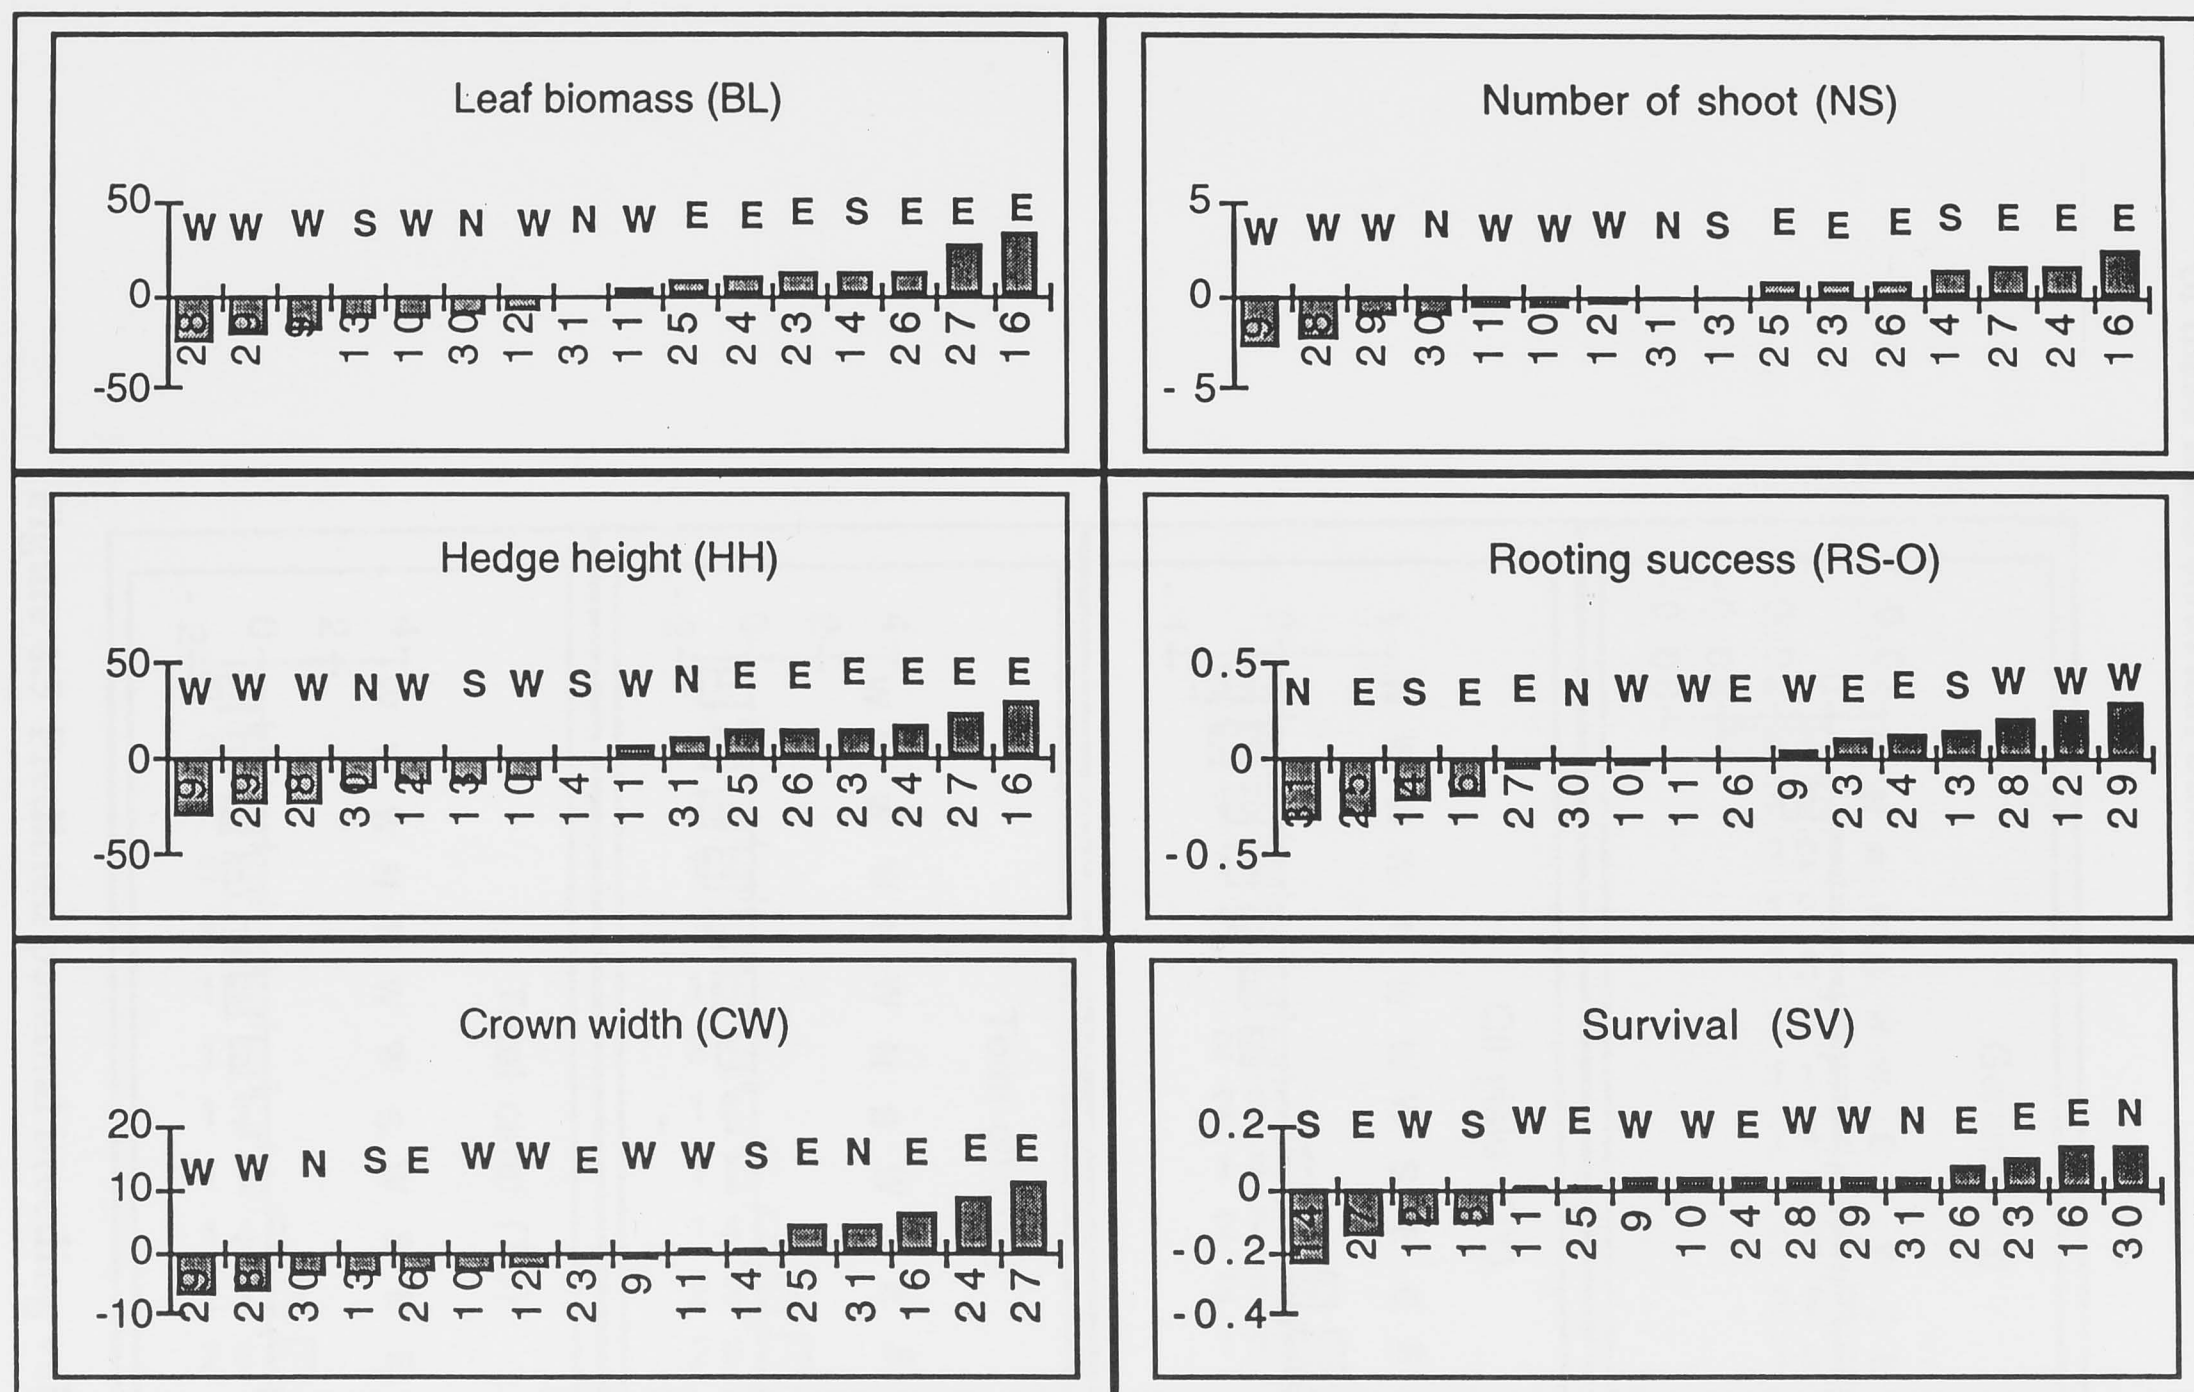 Leaf biomass (BL)
50
W W W S W N W N W E E E S E E E
0
28 29 9 13 10 30 12 31 11 25 24 23 14 26 27 16
-50
Number of shoot (NS)
5
W W W N W W W N S E E E S E E E
0
9 28 29 30 11 10 12 31 13 25 23 26 14 27 24 16
- 5
Hedge height (HH)
50
W W W N W S W S W N E E E E E E
0
9 29 28 30 12 13 10 14 11 31 25 26 23 24 27 16
-50
Rooting success (RS-O)
0.5
N E S E E N W W E W E E S W W W
0
31 25 14 16 27 30 10 11 26 9 23 24 13 28 12 29
-0.5
Crown width (CW)
20
W W N S E W W E W W S E N E E E
10
0
29 28 30 13 26 10 12 23 9 11 14 25 31 16 24 27
-10
Survival (SV)
0.2
S E W S W E W W E W W N E E E N
0
14 27 12 13 11 25 9 10 24 28 29 31 26 23 16 30
-0.2
-0.4